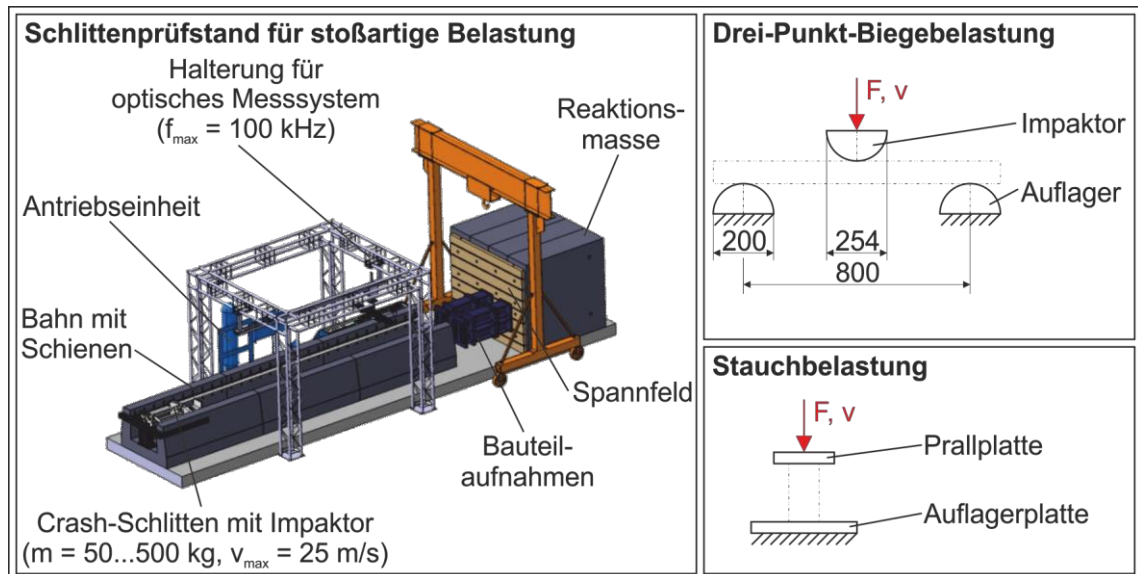 Schlittenprüfstand für stoßartige Belastung
Halterung für
optisches Messsystem
(fmax = 100 kHz)
Reaktions-
masse
Antriebseinheit
Bahn mit
Schienen
Spannfeld
Bauteil-
aufnahmen
Crash-Schlitten mit Impaktor
(m = 50...500 kg, vmax = 25 m/s)
Drei-Punkt-Biegebelastung
F, v
Impaktor
Auflager
200
254
800
Stauchbelastung
F, v
Prallplatte
Auflagerplatte